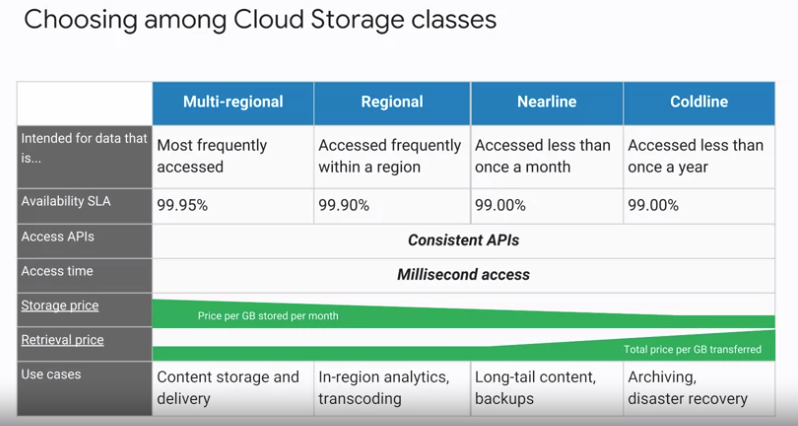 Choosing among Cloud Storage classes
Multi-regional Regional Nearline Coldline
Intended for data that
is...
Most frequently
accessed
Accessed frequently
within a region
Accessed less than
once a month
Accessed less than
once a year
Availability SLA 99.95% 99.90% 99.00% 99.00%
Access APIs Consistent APIs
Access time Millisecond access
Storage price Price per GB stored per month
Retrieval price Total price per GB transferred
Use cases
Content storage and
delivery
In-region analytics,
transcoding
Long-tail content,
backups
Archiving,
disaster recovery